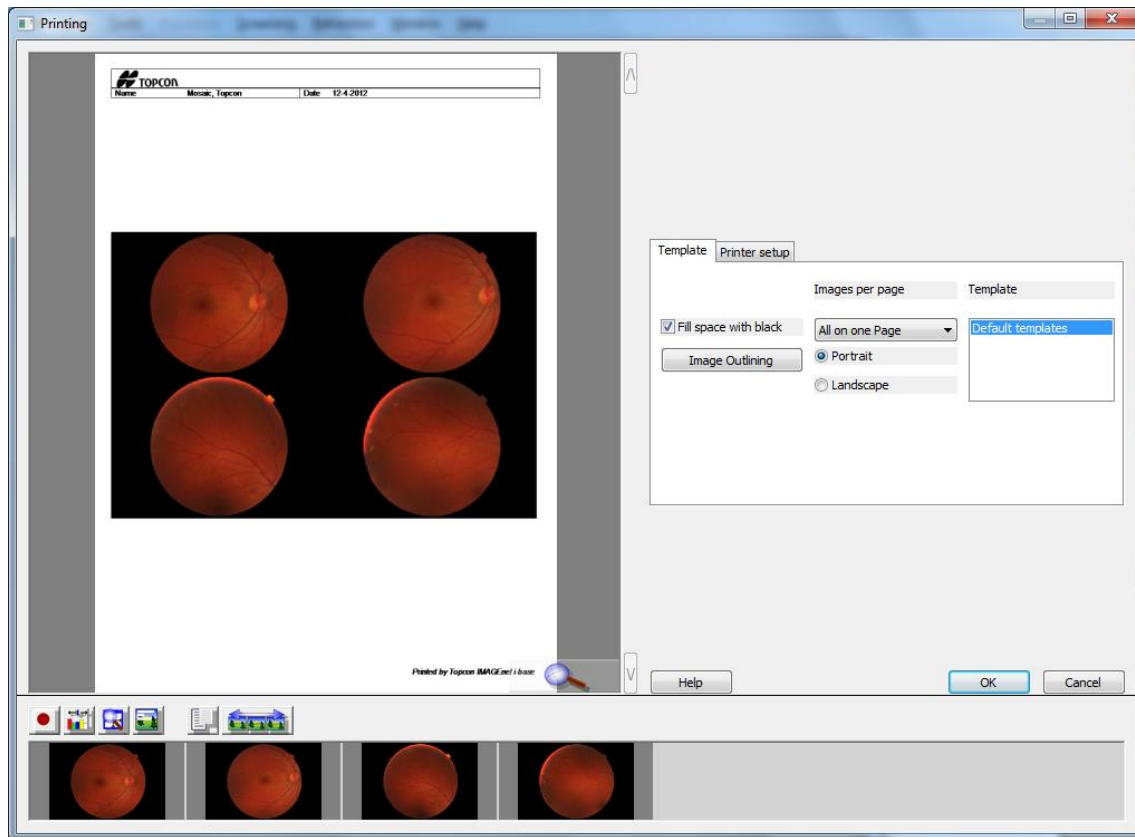 Printing
TOPCON
Name Mosaic, Topcon Date 12-4-2012
Printed by Topcon IMAGEnet i-base
Template Printer setup
Images per page Template
Fill space with black All on one Page Default templates
Image Outlining Portrait
Landscape
Help OK Cancel